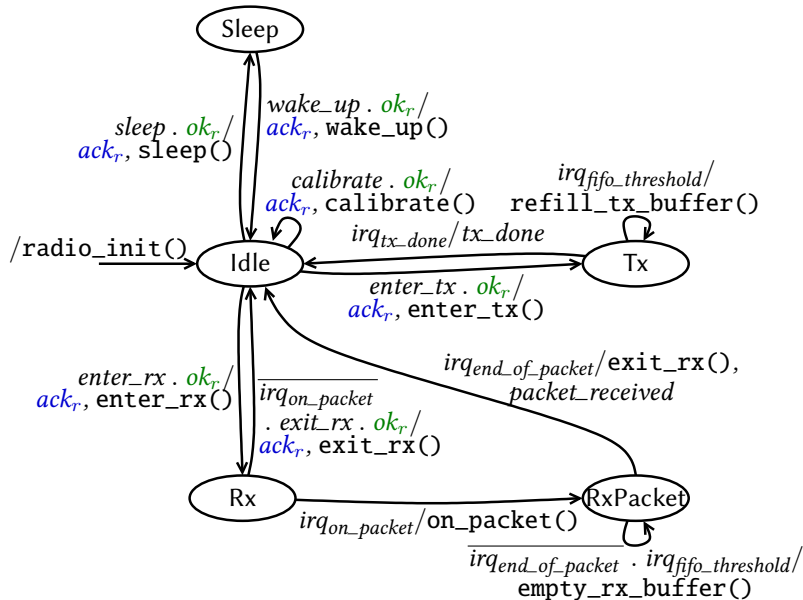 Sleep
sleep . ok_r/
ack_r, sleep()
wake_up . ok_r/
ack_r, wake_up()
calibrate . ok_r/
ack_r, calibrate()
irq_fifo_threshold/
refill_tx_buffer()
/radio_init()
Idle
irq_tx_done/tx_done
Tx
enter_tx . ok_r/
ack_r, enter_tx()
enter_rx . ok_r/
ack_r, enter_rx()
irq_on_packet
. exit_rx . ok_r/
ack_r, exit_rx()
irq_end_of_packet/exit_rx(),
packet_received
Rx
RxPacket
irq_on_packet/on_packet()
irq_end_of_packet . irq_fifo_threshold/
empty_rx_buffer()